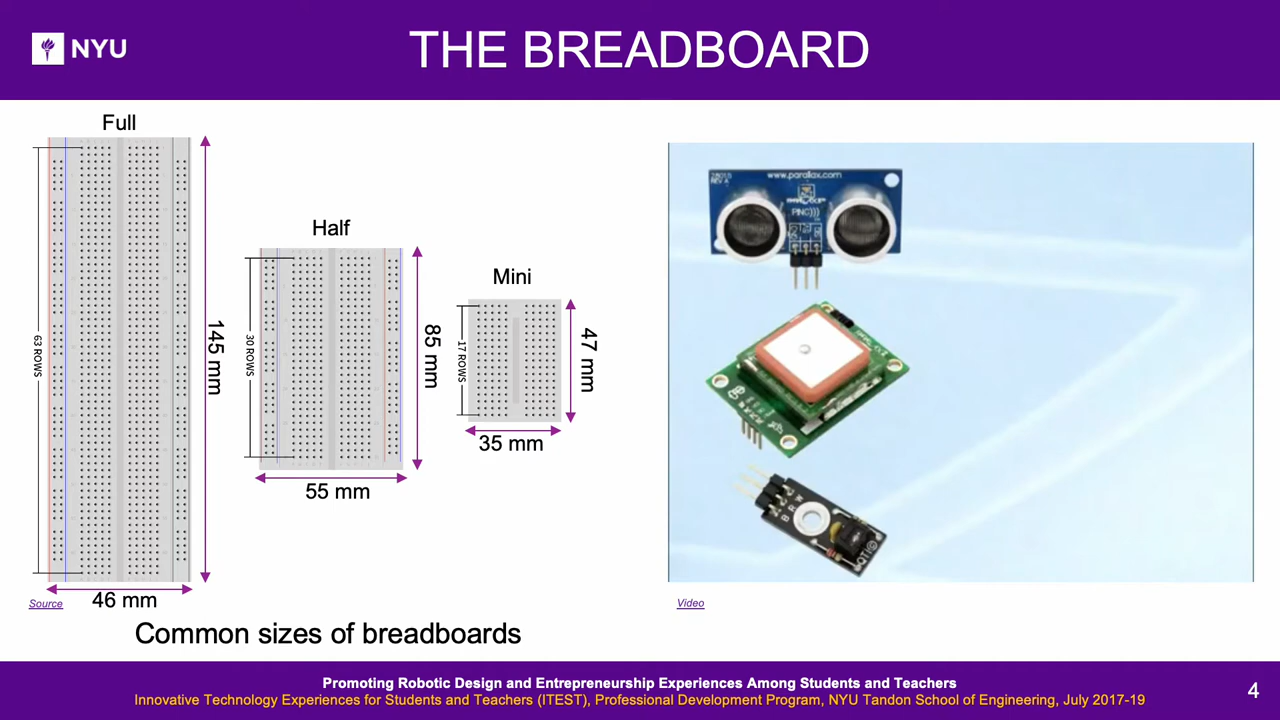 NYU
THE BREADBOARD
Full
63 ROWS
145 mm
46 mm
Source
Half
30 ROWS
85 mm
55 mm
Mini
17 ROWS
47 mm
35 mm
Common sizes of breadboards
www.parallax.com
PING)))
B R W
QTI
Video
Promoting Robotic Design and Entrepreneurship Experiences Among Students and Teachers
Innovative Technology Experiences for Students and Teachers (ITEST), Professional Development Program, NYU Tandon School of Engineering, July 2017-19
4